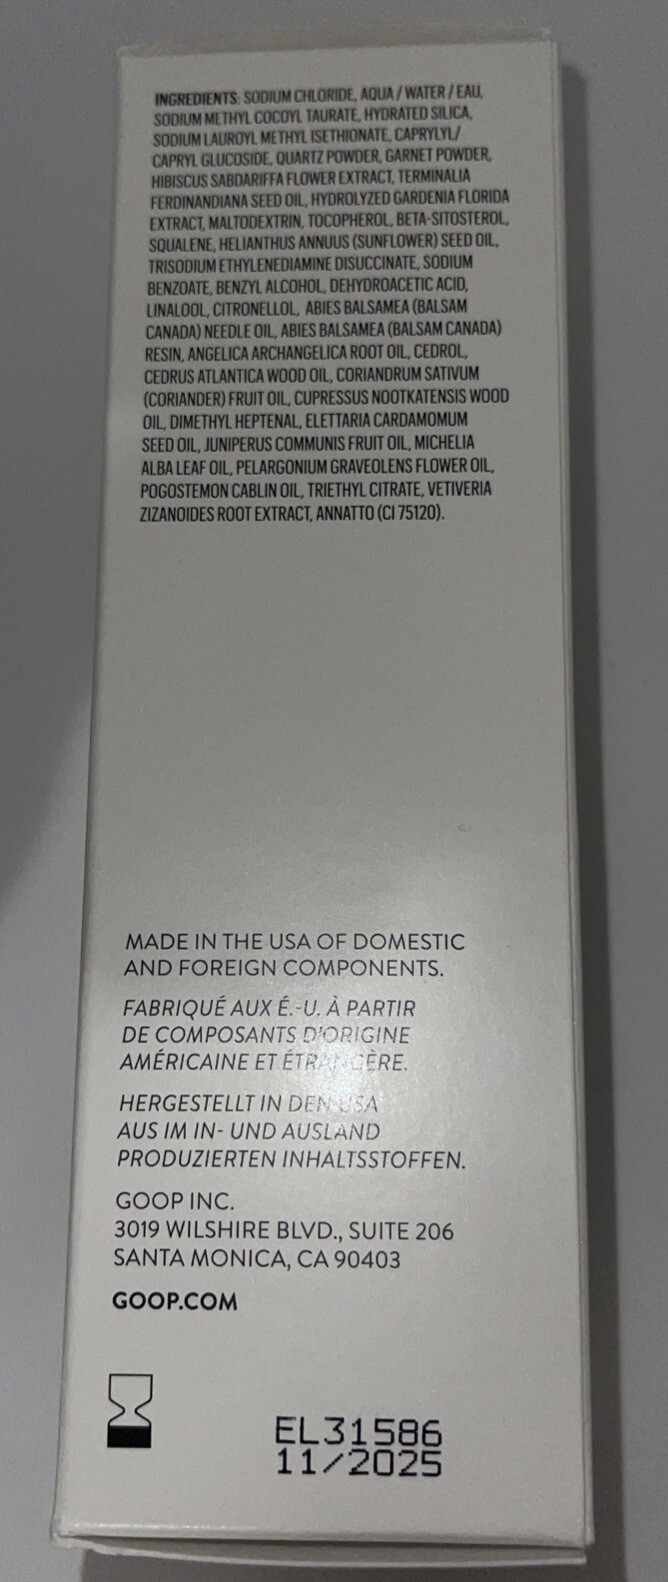 INGREDIENTS: SODIUM CHLORIDE, AQUA / WATER / EAU,
SODIUM METHYL COCOYL TAURATE, HYDRATED SILICA,
SODIUM LAUROYL METHYL ISETHIONATE, CAPRYLYL/
CAPRYL GLUCOSIDE, QUARTZ POWDER, GARNET POWDER,
HIBISCUS SABDARIFFA FLOWER EXTRACT, TERMINALIA
FERDINANDIANA SEED OIL, HYDROLYZED GARDENIA FLORIDA
EXTRACT, MALTODEXTRIN, TOCOPHEROL, BETA-SITOSTEROL,
SQUALENE, HELIANTHUS ANNUUS (SUNFLOWER) SEED OIL,
TRISODIUM ETHYLENEDIAMINE DISUCCINATE, SODIUM
BENZOATE, BENZYL ALCOHOL, DEHYDROACETIC ACID,
LINALOOL, CITRONELLOL, ABIES BALSAMEA (BALSAM
CANADA) NEEDLE OIL, ABIES BALSAMEA (BALSAM CANADA)
RESIN, ANGELICA ARCHANGELICA ROOT OIL, CEDROL,
CEDRUS ATLANTICA WOOD OIL, CORIANDRUM SATIVUM
(CORIANDER) FRUIT OIL, CUPRESSUS NOOTKATENSIS WOOD
OIL, DIMETHYL HEPTENAL, ELETTARIA CARDAMOMUM
SEED OIL, JUNIPERUS COMMUNIS FRUIT OIL, MICHELIA
ALBA LEAF OIL, PELARGONIUM GRAVEOLENS FLOWER OIL,
POGOSTEMON CABLIN OIL, TRIETHYL CITRATE, VETIVERIA
ZIZANOIDES ROOT EXTRACT, ANNATTO (CI 75120).
MADE IN THE USA OF DOMESTIC
AND FOREIGN COMPONENTS.
FABRIQUÉ AUX É.-U. À PARTIR
DE COMPOSANTS D'ORIGINE
AMÉRICAINE ET ÉTRANGÈRE.
HERGESTELLT IN DEN USA
AUS IM IN- UND AUSLAND
PRODUZIERTEN INHALTSSTOFFEN.
GOOP INC.
3019 WILSHIRE BLVD., SUITE 206
SANTA MONICA, CA 90403
GOOP.COM
EL31586
11/2025